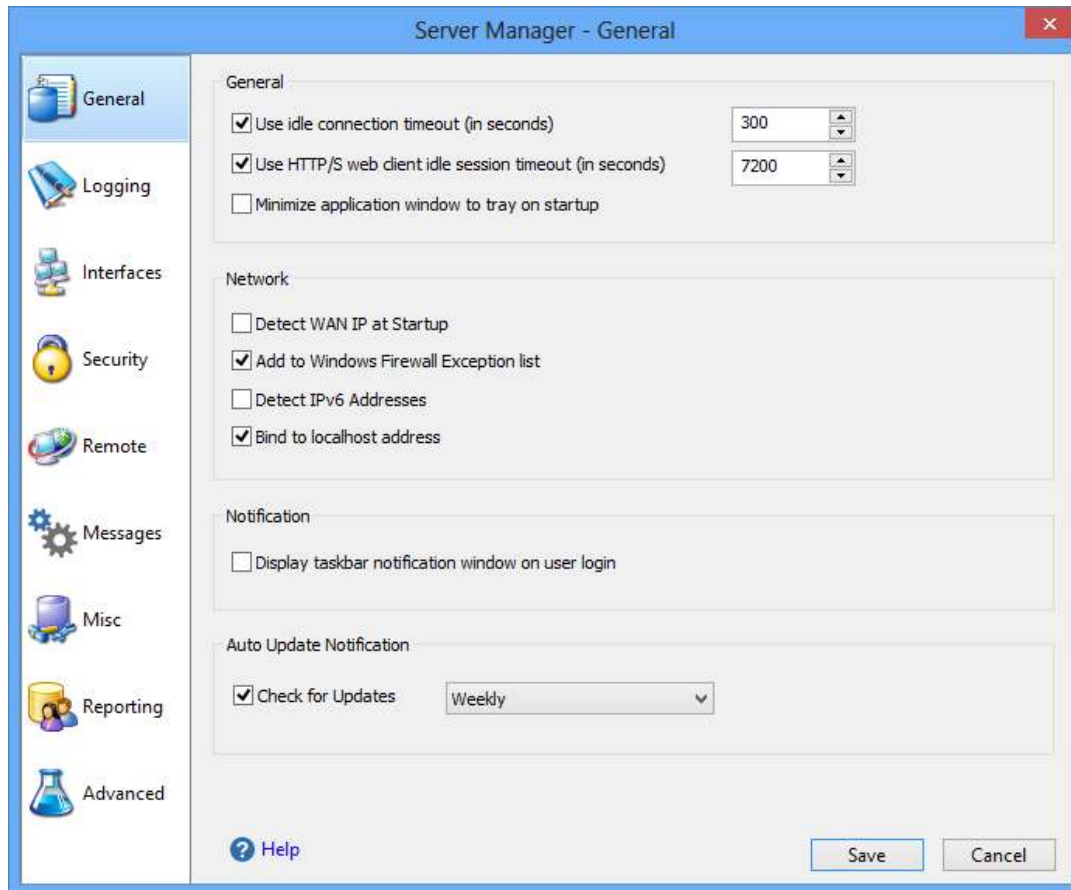 Server Manager - General
General
Logging
Interfaces
Security
Remote
Messages
Misc
Reporting
Advanced
General
Use idle connection timeout (in seconds) 300
Use HTTP/S web client idle session timeout (in seconds) 7200
Minimize application window to tray on startup
Network
Detect WAN IP at Startup
Add to Windows Firewall Exception list
Detect IPv6 Addresses
Bind to localhost address
Notification
Display taskbar notification window on user login
Auto Update Notification
Check for Updates Weekly
? Help
Save Cancel